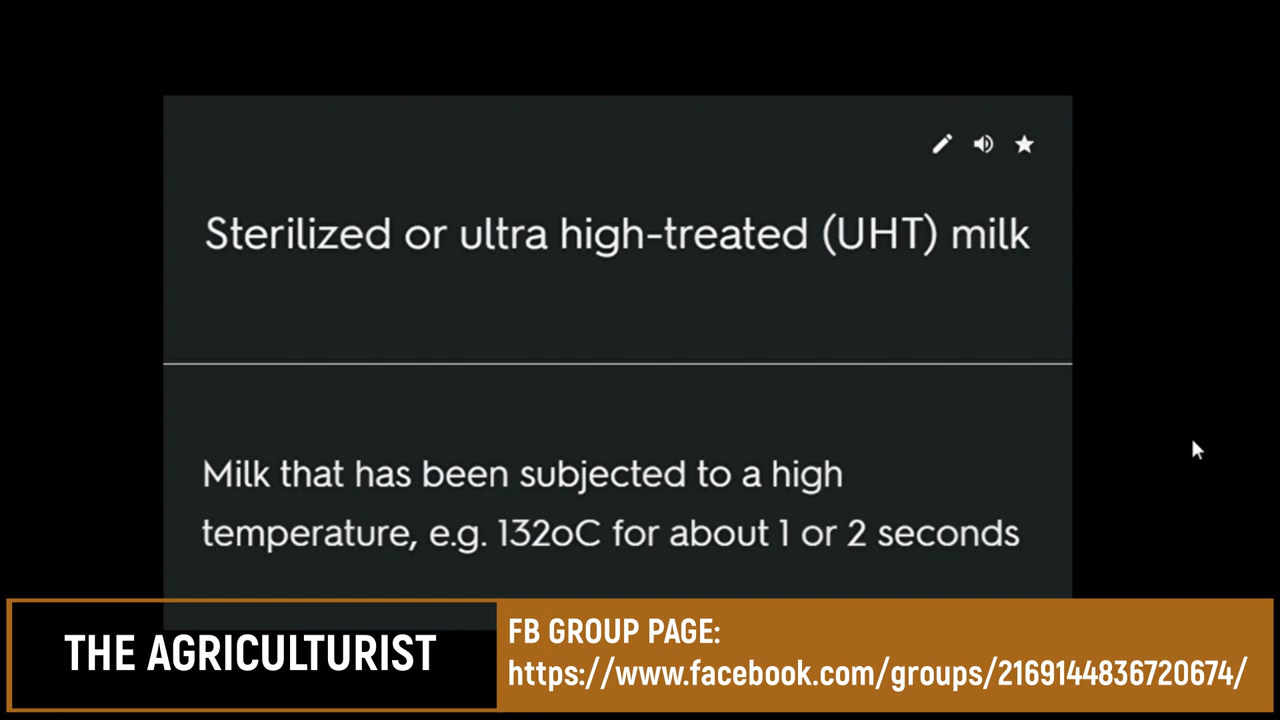 Sterilized or ultra high-treated (UHT) milk
Milk that has been subjected to a high
temperature, e.g. 132oC for about 1 or 2 seconds
THE AGRICULTURIST
FB GROUP PAGE:
https://www.facebook.com/groups/2169144836720674/